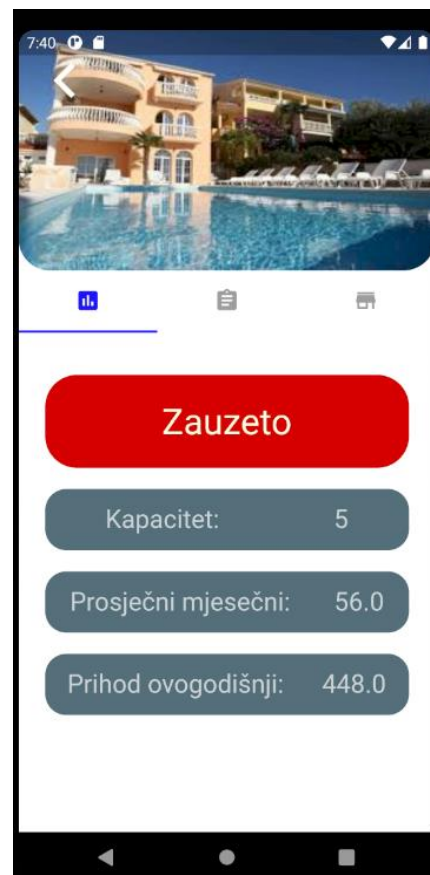 7:40
Zauzeto
Kapacitet: 5
Prosječni mjesečni: 56.0
Prihod ovogodišnji: 448.0